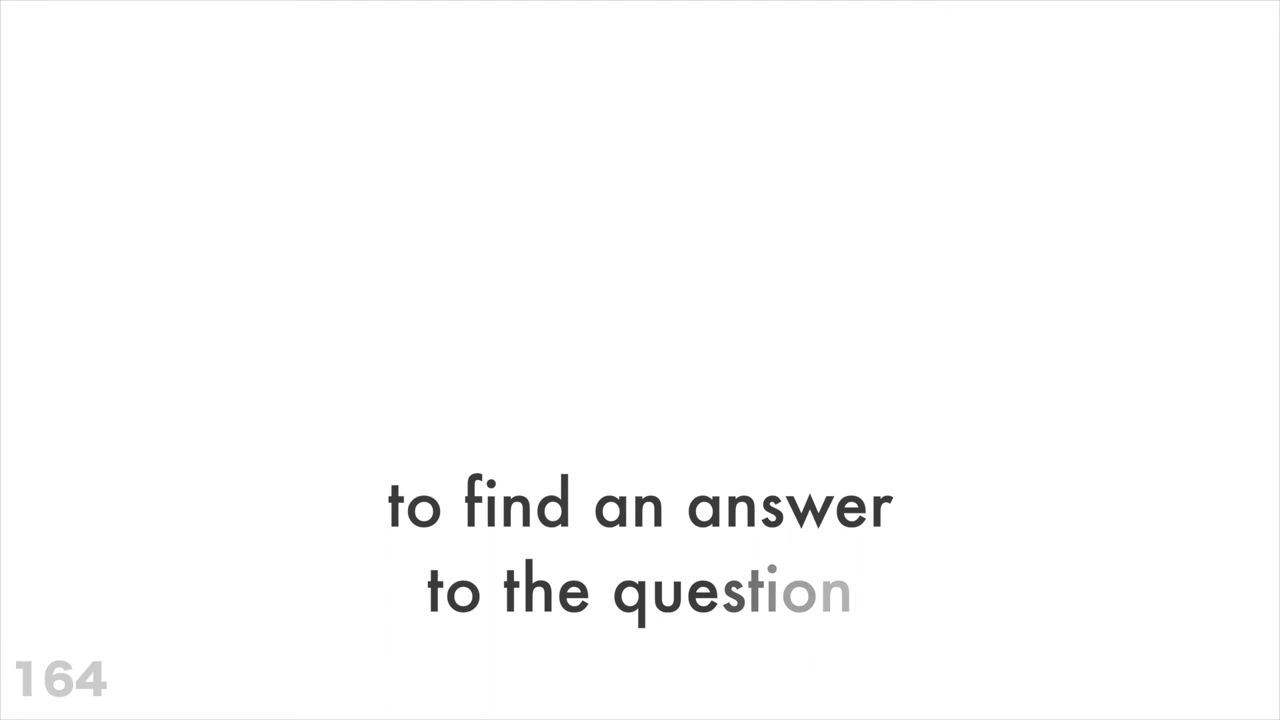 to find an answer
to the question
164